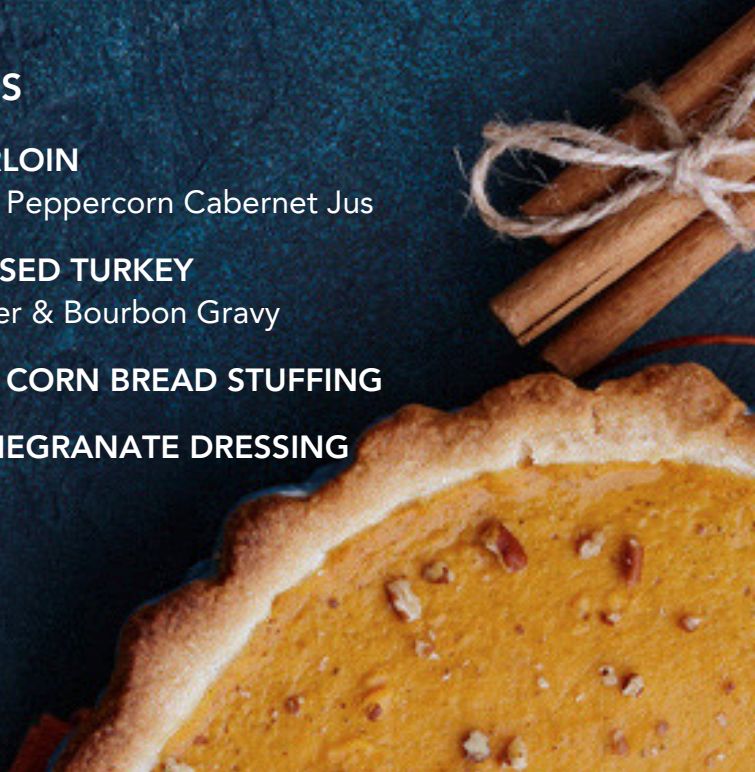 S
RLOIN
Peppercorn Cabernet Jus
SED TURKEY
er & Bourbon Gravy
CORN BREAD STUFFING
EGRANATE DRESSING